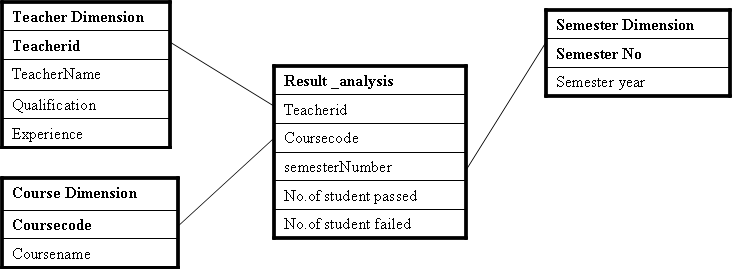 Teacher Dimension
Teacherid
TeacherName
Qualification
Experience
Course Dimension
Coursecode
Coursename
Result _analysis
Teacherid
Coursecode
semesterNumber
No.of student passed
No.of student failed
Semester Dimension
Semester No
Semester year